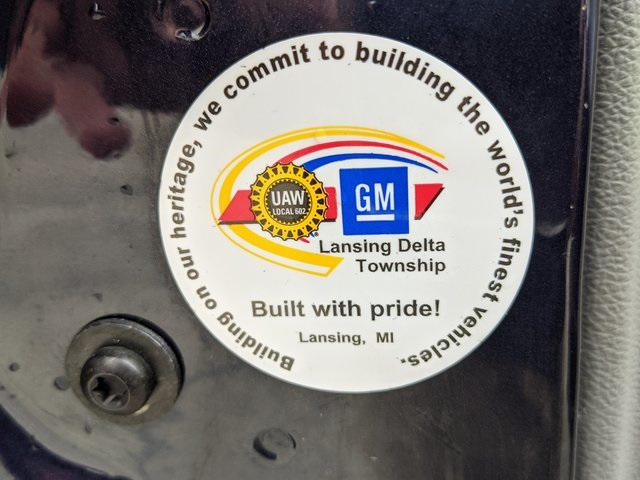 Building on our heritage, we commit to building the world's finest vehicles.
UAW
LOCAL 602
GM
Lansing Delta
Township
Built with pride!
Lansing, MI